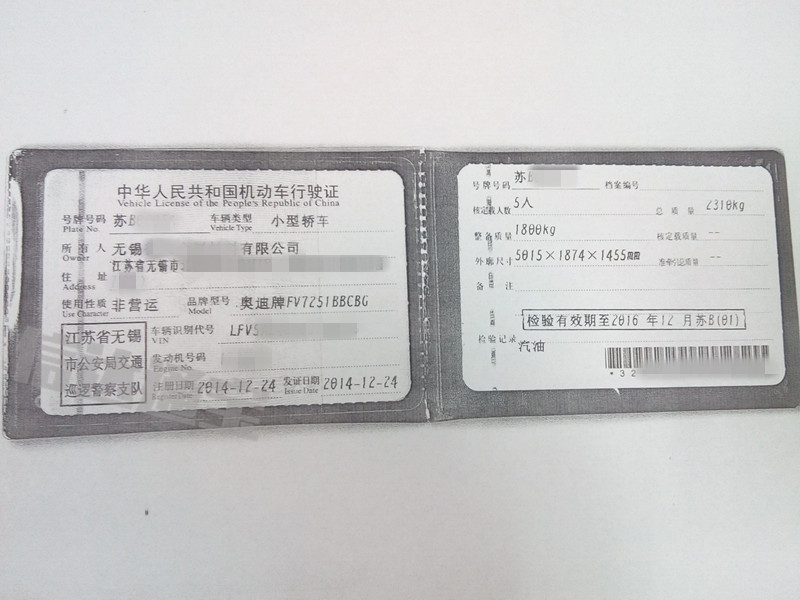 中华人民共和国机动车行驶证
Vehicle License of the People's Republic of China
号牌号码 苏B 车辆类型 小型轿车
Plate No. Vehicle Type
所有人 无锡 有限公司
Owner
江苏省无锡市
住址
Address
使用性质 非营运 品牌型号 奥迪牌FV7251BBCBG
Use Character Model
江苏省无锡
市公安局交通
巡逻警察支队
车辆识别代号 LFV
VIN
发动机号码
Engine No.
注册日期 2014-12-24 发证日期 2014-12-24
Register Date Issue Date
号牌号码 苏 档案编号
核定载人数 5人 总质量 2310kg
整备质量 1800kg 核定载质量 --
外廓尺寸 5015×1874×1455mm 准牵引总质量 --
备注
检验有效期至2016 年 12 月苏B(01)
检验记录
汽油
*32